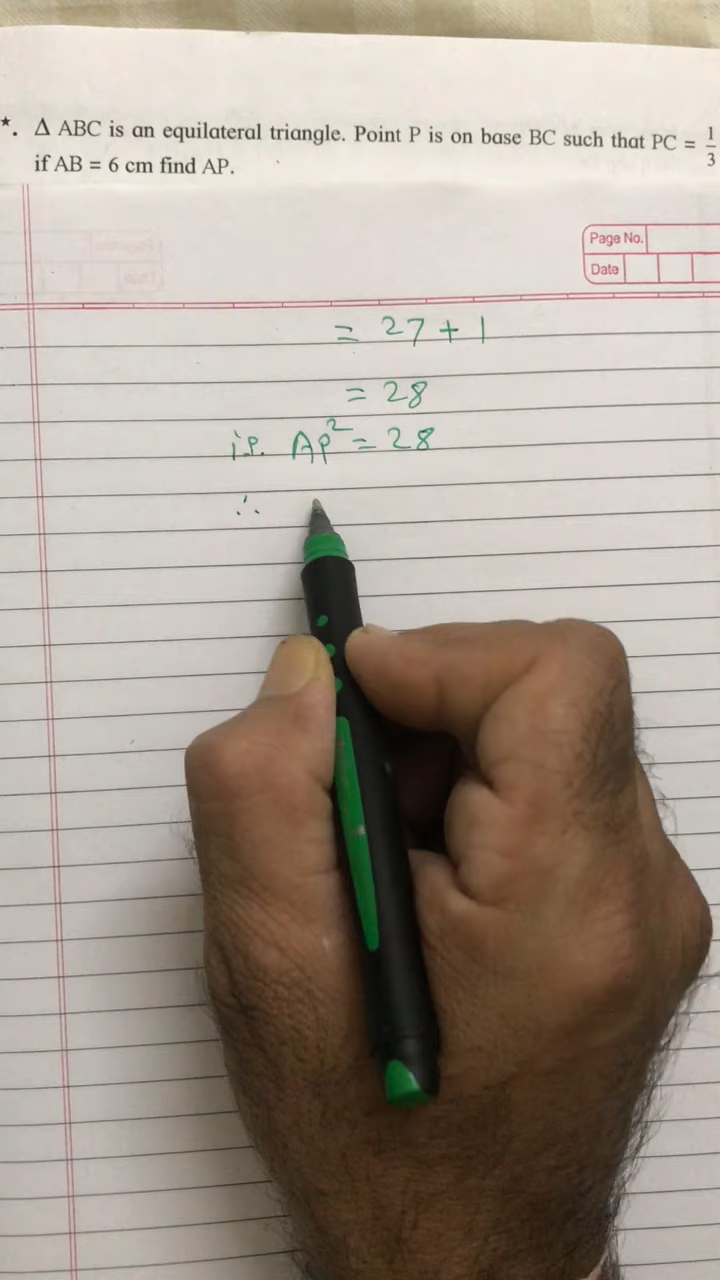 *. Δ ABC is an equilateral triangle. Point P is on base BC such that PC = 1/3
if AB = 6 cm find AP.
Page No.
Date
= 27 + 1
= 28
i.e. AP² = 28
∴